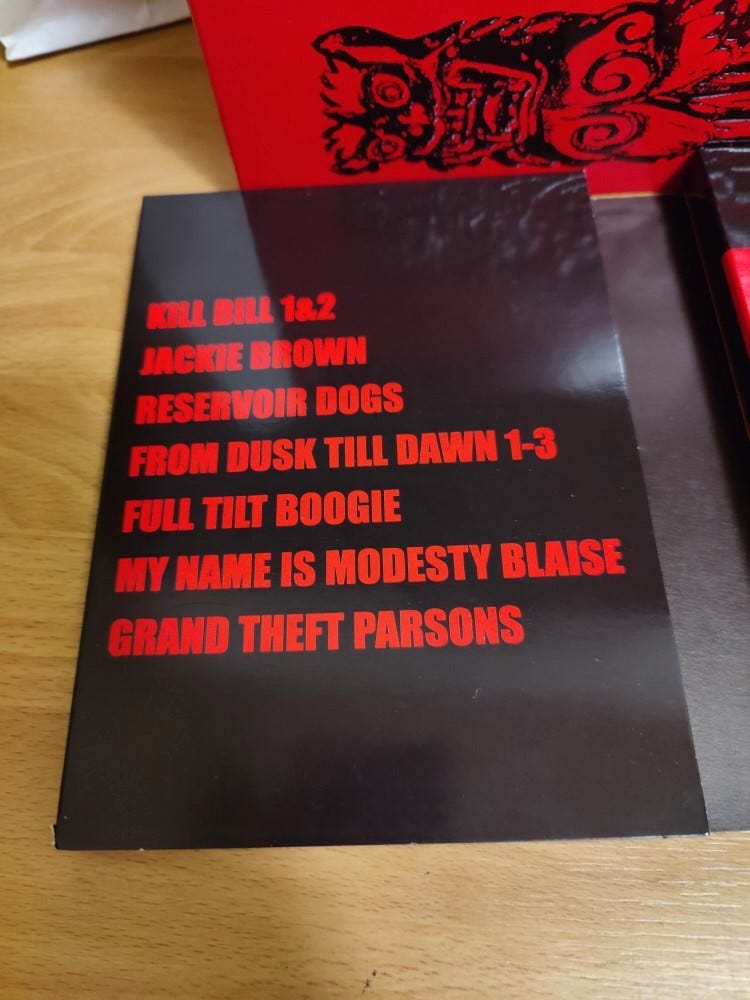 KILL BILL 1&2
JACKIE BROWN
RESERVOIR DOGS
FROM DUSK TILL DAWN 1-3
FULL TILT BOOGIE
MY NAME IS MODESTY BLAISE
GRAND THEFT PARSONS